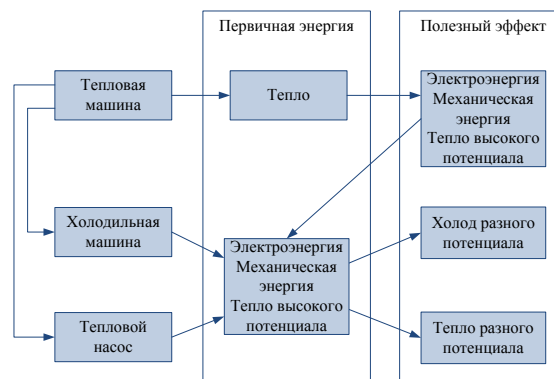 Первичная энергия
Полезный эффект
Тепловая
машина
Тепло
Электроэнергия
Механическая
энергия
Тепло высокого
потенциала
Холодильная
машина
Электроэнергия
Механическая
энергия
Тепло высокого
потенциала
Холод разного
потенциала
Тепловой
насос
Тепло разного
потенциала